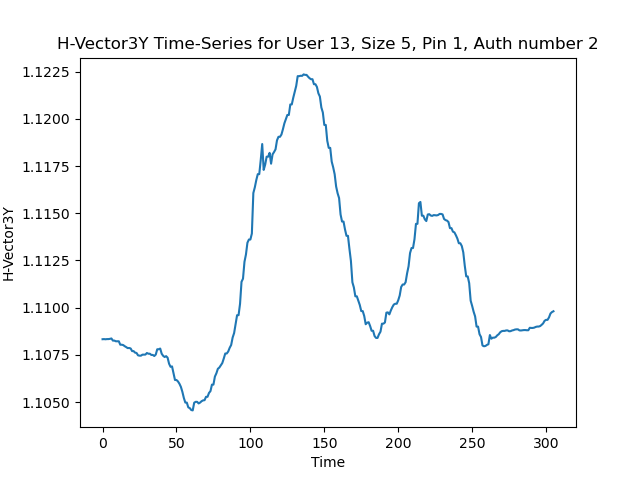 H-Vector3Y Time-Series for User 13, Size 5, Pin 1, Auth number 2
1.1225
1.1200
1.1175
1.1150
1.1125
1.1100
1.1075
1.1050
H-Vector3Y
0 50 100 150 200 250 300
Time